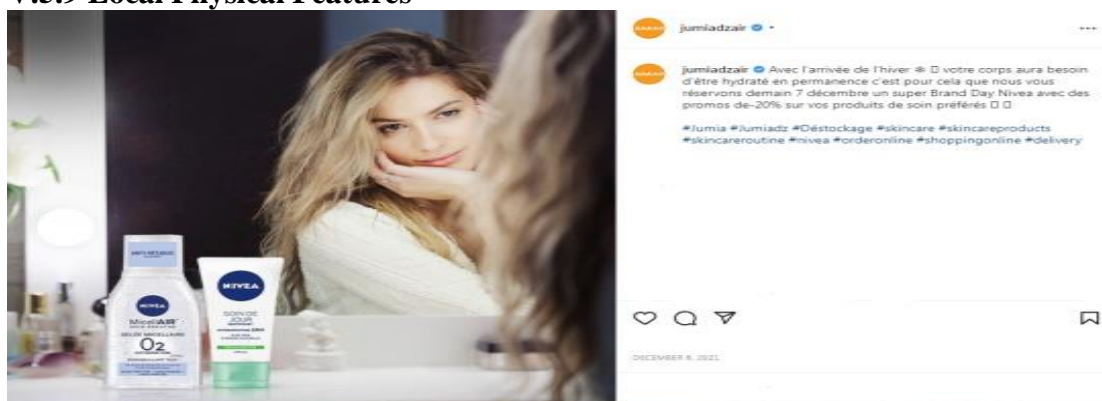 V.3.9 Local Physical Features
jumiadzair
jumiadzair Avec l'arrivée de l'hiver ❄ votre corps aura besoin
d'être hydraté en permanence c'est pour cela que nous vous
réservons demain 7 décembre un super Brand Day Nivea avec des
promos de-20% sur vos produits de soin préférés
#Jumia #Jumiadz #Déstockage #skincare #skincareproducts
#skincareroutine #nivea #orderonline #shoppingonline #delivery
NIVEA
MicellAIR
O2
NIVEA
SOIN DE
JOUR
DECEMBER 6, 2021